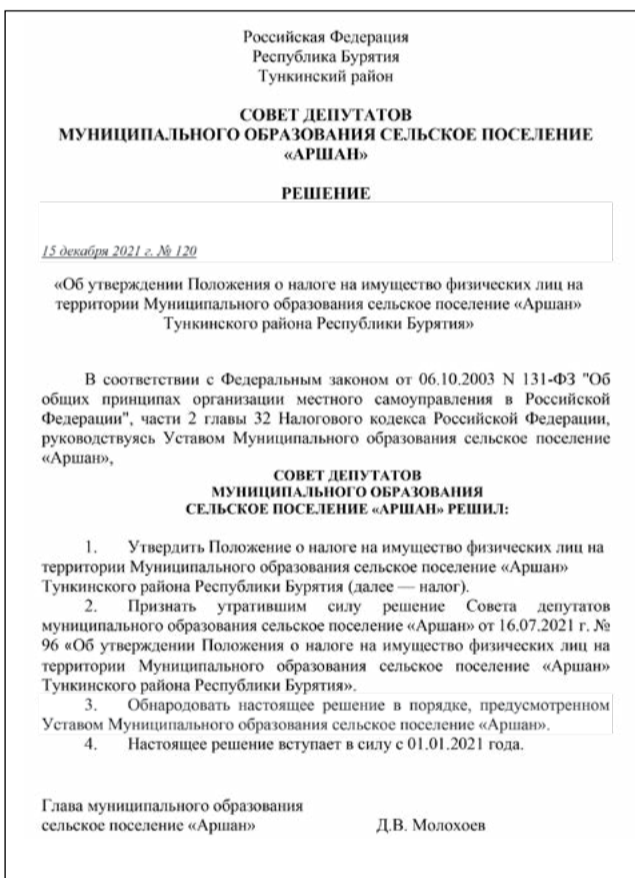 Российская Федерация
Республика Бурятия
Тункинский район
СОВЕТ ДЕПУТАТОВ
МУНИЦИПАЛЬНОГО ОБРАЗОВАНИЯ СЕЛЬСКОЕ ПОСЕЛЕНИЕ
«АРШАН»
РЕШЕНИЕ
15 декабря 2021 г. № 120
«Об утверждении Положения о налоге на имущество физических лиц на
территории Муниципального образования сельское поселение «Аршан»
Тункинского района Республики Бурятия»
В соответствии с Федеральным законом от 06.10.2003 N 131-ФЗ "Об
общих принципах организации местного самоуправления в Российской
Федерации", части 2 главы 32 Налогового кодекса Российской Федерации,
руководствуясь Уставом Муниципального образования сельское поселение
«Аршан»,
СОВЕТ ДЕПУТАТОВ
МУНИЦИПАЛЬНОГО ОБРАЗОВАНИЯ
СЕЛЬСКОЕ ПОСЕЛЕНИЕ «АРШАН» РЕШИЛ:
1. Утвердить Положение о налоге на имущество физических лиц на
территории Муниципального образования сельское поселение «Аршан»
Тункинского района Республики Бурятия (далее — налог).
2. Признать утратившим силу решение Совета депутатов
муниципального образования сельское поселение «Аршан» от 16.07.2021 г. №
96 «Об утверждении Положения о налоге на имущество физических лиц на
территории Муниципального образования сельское поселение «Аршан»
Тункинского района Республики Бурятия».
3. Обнародовать настоящее решение в порядке, предусмотренном
Уставом Муниципального образования сельское поселение «Аршан».
4. Настоящее решение вступает в силу с 01.01.2021 года.
Глава муниципального образования
сельское поселение «Аршан» Д.В. Молохоев